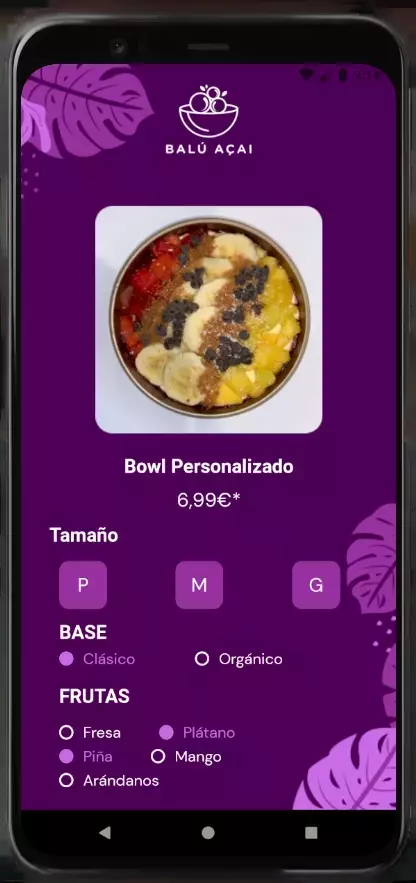 BALÚ AÇAI
Bowl Personalizado
6,99€*
Tamaño
P M G
BASE
Clásico Orgánico
FRUTAS
Fresa Plátano
Piña Mango
Arándanos